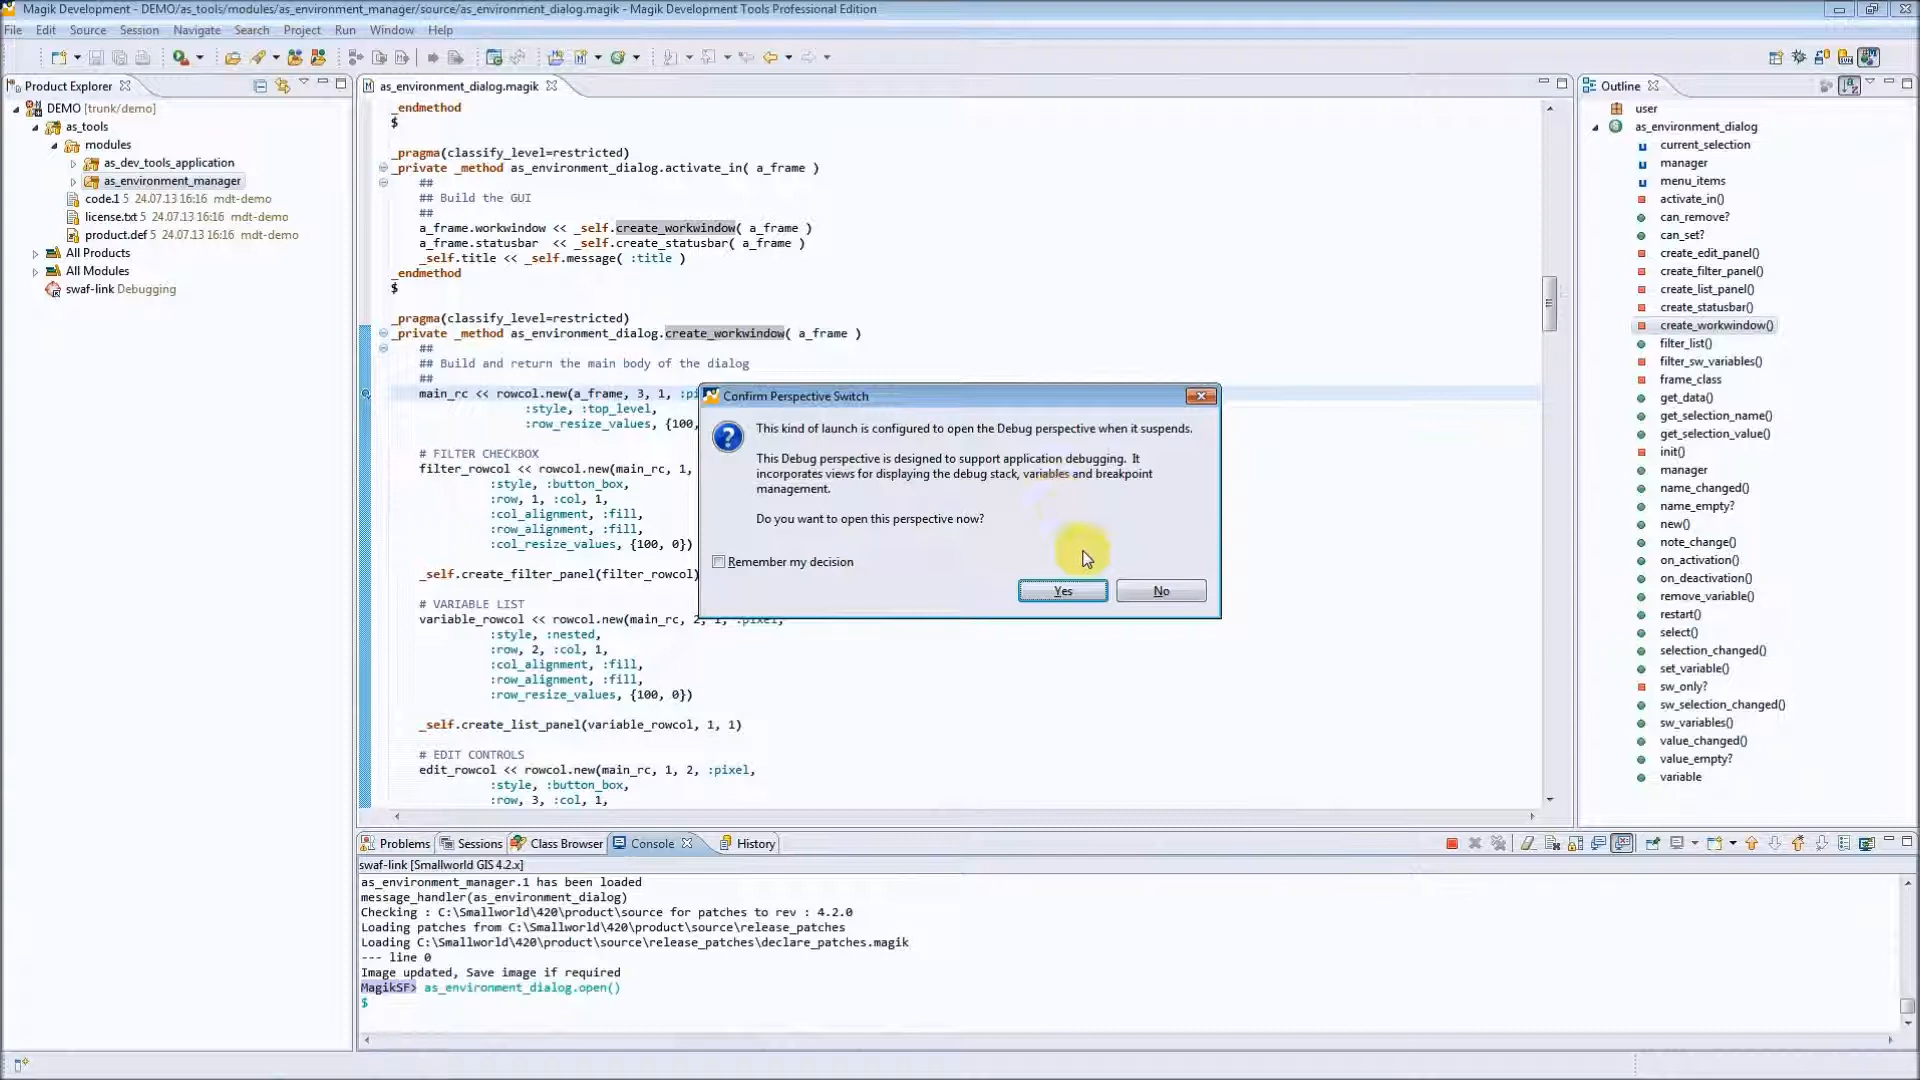 Magik Development - DEMO/as_tools/modules/as_environment_manager/source/as_environment_dialog.magik - Magik Development Tools Professional Edition
File Edit Source Session Navigate Search Project Run Window Help
Product Explorer
DEMO [trunk/demo]
as_tools
modules
as_dev_tools_application
as_environment_manager
code.1 5 24.07.13 16:16 mdt-demo
license.txt 5 24.07.13 16:16 mdt-demo
product.def 5 24.07.13 16:16 mdt-demo
All Products
All Modules
swaf-link Debugging
as_environment_dialog.magik
_endmethod
$
_pragma(classify_level=restricted)
_private _method as_environment_dialog.activate_in( a_frame )
##
## Build the GUI
##
a_frame.workwindow << _self.create_workwindow( a_frame )
a_frame.statusbar << _self.create_statusbar( a_frame )
_self.title << _self.message( :title )
_endmethod
$
_pragma(classify_level=restricted)
_private _method as_environment_dialog.create_workwindow( a_frame )
##
## Build and return the main body of the dialog
##
main_rc << rowcol.new(a_frame, 3, 1, :pi
:style, :top_level,
:row_resize_values, {100,
# FILTER CHECKBOX
filter_rowcol << rowcol.new(main_rc, 1,
:style, :button_box,
:row, 1, :col, 1,
:col_alignment, :fill,
:row_alignment, :fill,
:col_resize_values, {100, 0})
_self.create_filter_panel(filter_rowcol)
# VARIABLE LIST
variable_rowcol << rowcol.new(main_rc, 2, 1, :pixel,
:style, :nested,
:row, 2, :col, 1,
:col_alignment, :fill,
:row_alignment, :fill,
:row_resize_values, {100, 0})
_self.create_list_panel(variable_rowcol, 1, 1)
# EDIT CONTROLS
edit_rowcol << rowcol.new(main_rc, 1, 2, :pixel,
:style, :button_box,
:row, 3, :col, 1,
Confirm Perspective Switch
This kind of launch is configured to open the Debug perspective when it suspends.
This Debug perspective is designed to support application debugging. It
incorporates views for displaying the debug stack, variables and breakpoint
management.
Do you want to open this perspective now?
Remember my decision
Yes No
Outline
user
as_environment_dialog
current_selection
manager
menu_items
activate_in()
can_remove?
can_set?
create_edit_panel()
create_filter_panel()
create_list_panel()
create_statusbar()
create_workwindow()
filter_list()
filter_sw_variables()
frame_class
get_data()
get_selection_name()
get_selection_value()
init()
manager
name_changed()
name_empty?
new()
note_change()
on_activation()
on_deactivation()
remove_variable()
restart()
select()
selection_changed()
set_variable()
sw_only?
sw_selection_changed()
sw_variables()
value_changed()
value_empty?
variable
Problems Sessions Class Browser Console History
swaf-link [Smallworld GIS 4.2.x]
as_environment_manager.1 has been loaded
message_handler(as_environment_dialog)
Checking : C:\Smallworld\420\product\source for patches to rev : 4.2.0
Loading patches from C:\Smallworld\420\product\source\release_patches
Loading C:\Smallworld\420\product\source\release_patches\declare_patches.magik
--- line 0
Image updated, Save image if required
MagikSF> as_environment_dialog.open()
$